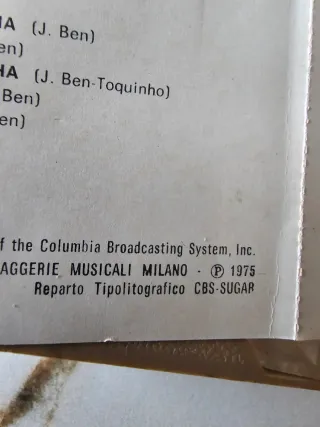 (J. Ben)
en)
HA (J. Ben-Toquinho)
Ben)
en)
of the Columbia Broadcasting System, Inc.
AGGERIE MUSICALI MILANO - Ⓟ 1975
Reparto Tipolitografico CBS-SUGAR